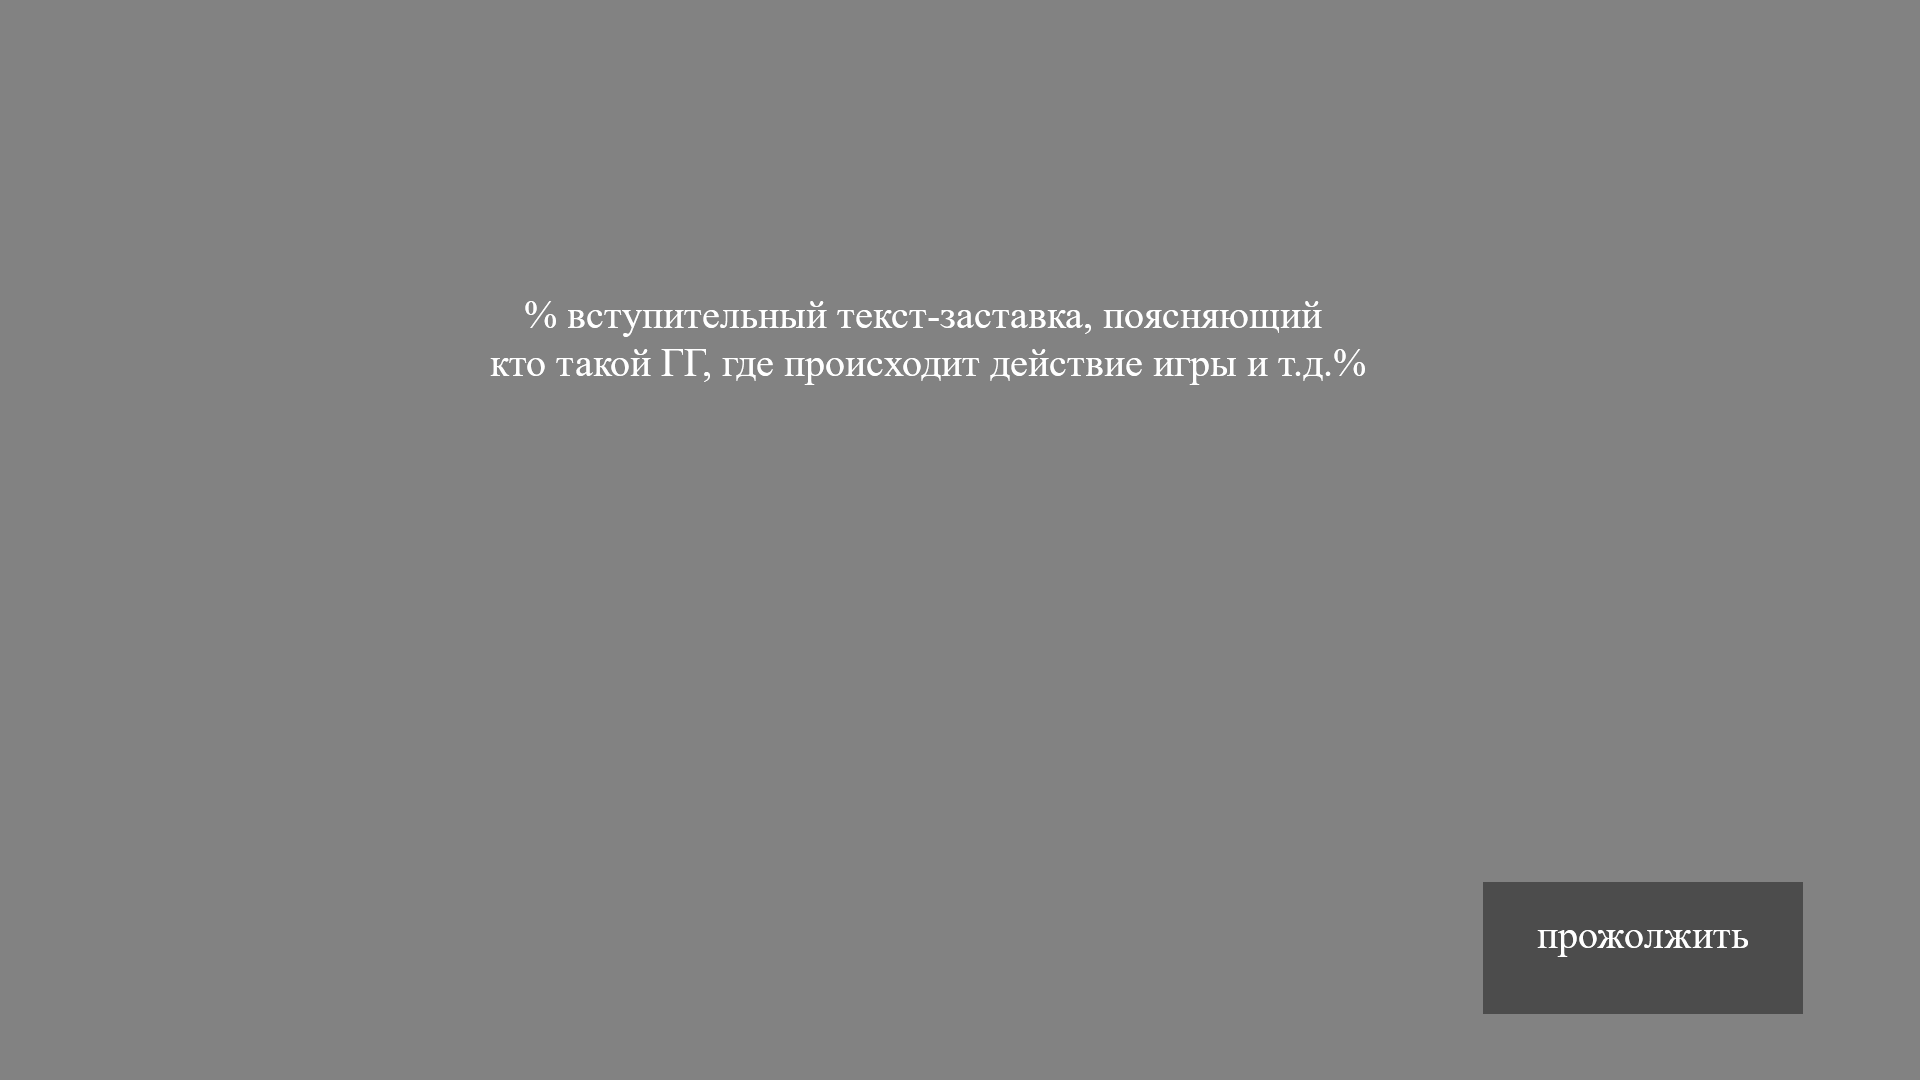 % вступительный текст-заставка, поясняющий
кто такой ГГ, где происходит действие игры и т.д.%
прожолжить